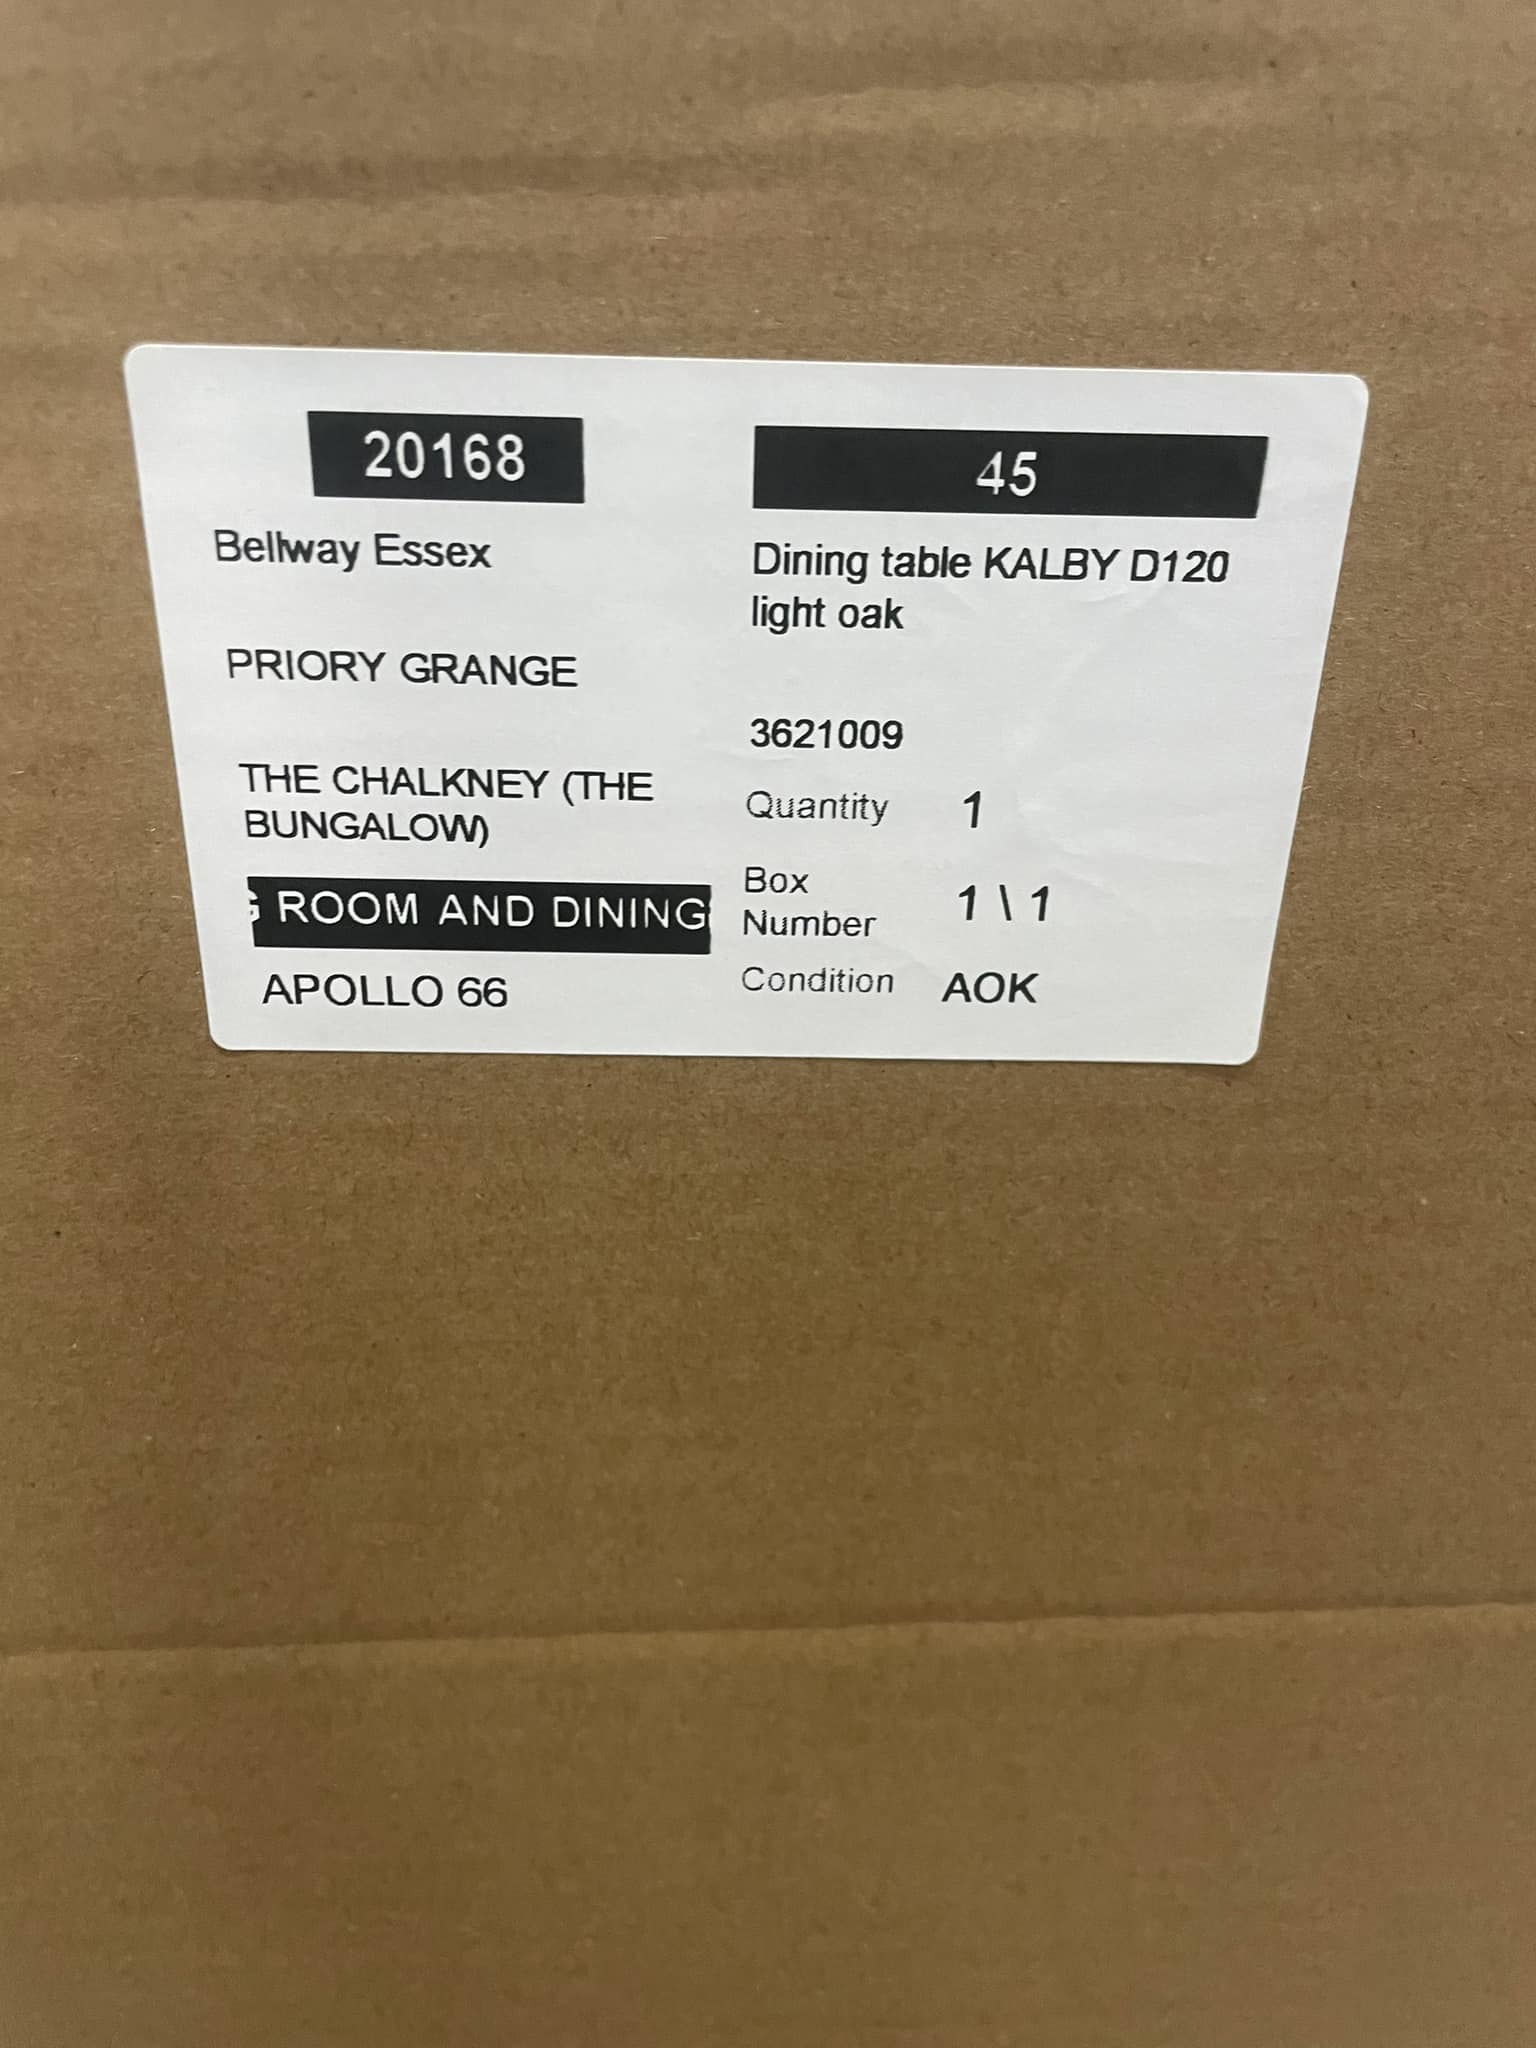 20168
Bellway Essex
PRIORY GRANGE
THE CHALKNEY (THE
BUNGALOW)
ROOM AND DINING
APOLLO 66
45
Dining table KALBY D120
light oak
3621009
Quantity 1
Box
Number 1 \ 1
Condition AOK